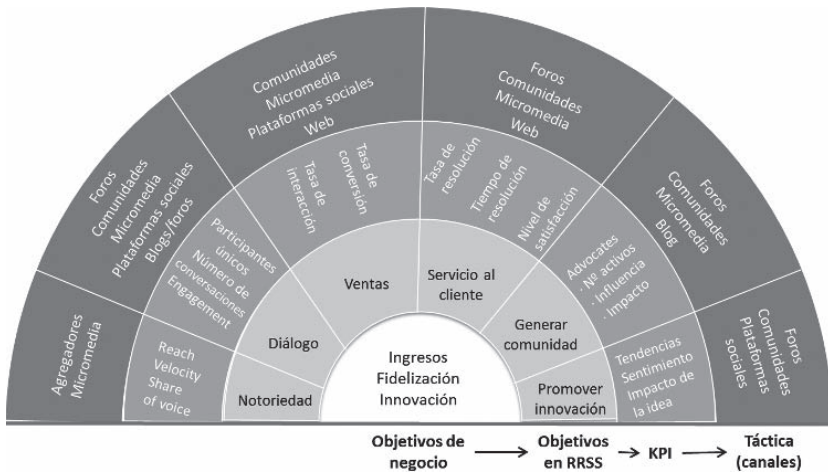 Comunidades
Micromedia
Plataformas sociales
Web
Foros
Comunidades
Micromedia
Web
Foros
Comunidades
Micromedia
Plataformas sociales
Blogs/foros
Tasa de
interacción
Tasa de
conversión
Tasa de
resolución
Tiempo de
resolución
Nivel de
satisfacción
Foros
Comunidades
Micromedia
Blog
Participantes
únicos
Número de
conversaciones
Engagement
Ventas
Servicio al
cliente
Advocates
· Nº activos
· Influencia
· Impacto
Agregadores
Micromedia
Reach
Velocity
Share
of voice
Diálogo
Notoriedad
Ingresos
Fidelización
Innovación
Generar
comunidad
Promover
innovación
Tendencias
Sentimiento
Impacto de
la idea
Foros
Comunidades
Plataformas
sociales
Objetivos de
negocio
Objetivos
en RRSS
KPI
Táctica
(canales)